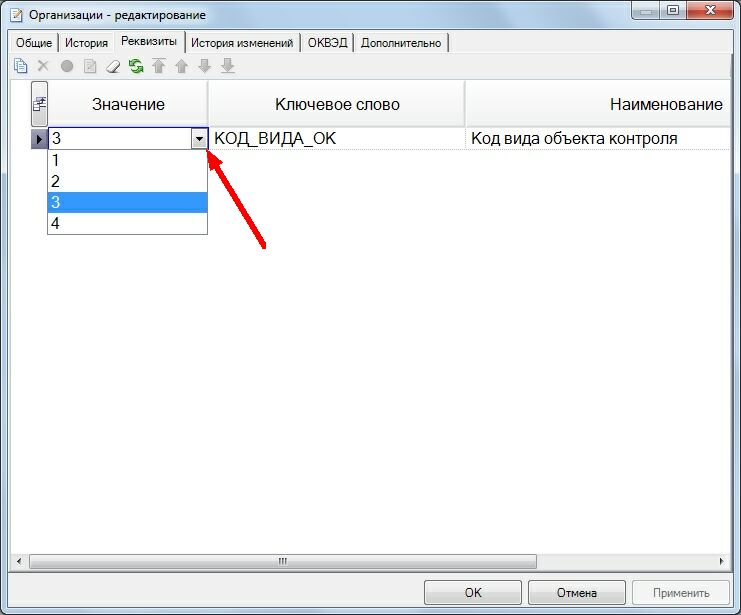 Организации - редактирование
Общие История Реквизиты История изменений ОКВЭД Дополнительно
Значение Ключевое слово Наименование
3 КОД_ВИДА_ОК Код вида объекта контроля
1
2
3
4
ОК Отмена Применить